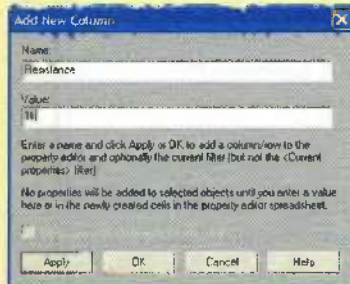 Add New Column
Name:
Resistance
Value:
Enter a name and click Apply or OK to add a column/row to the
property editor and optionally the current filter (but not the <Current
properties> filter)
No properties will be added to selected objects until you enter a value
here or in the newly created cells in the property editor spreadsheet.
Apply
OK
Cancel
Help